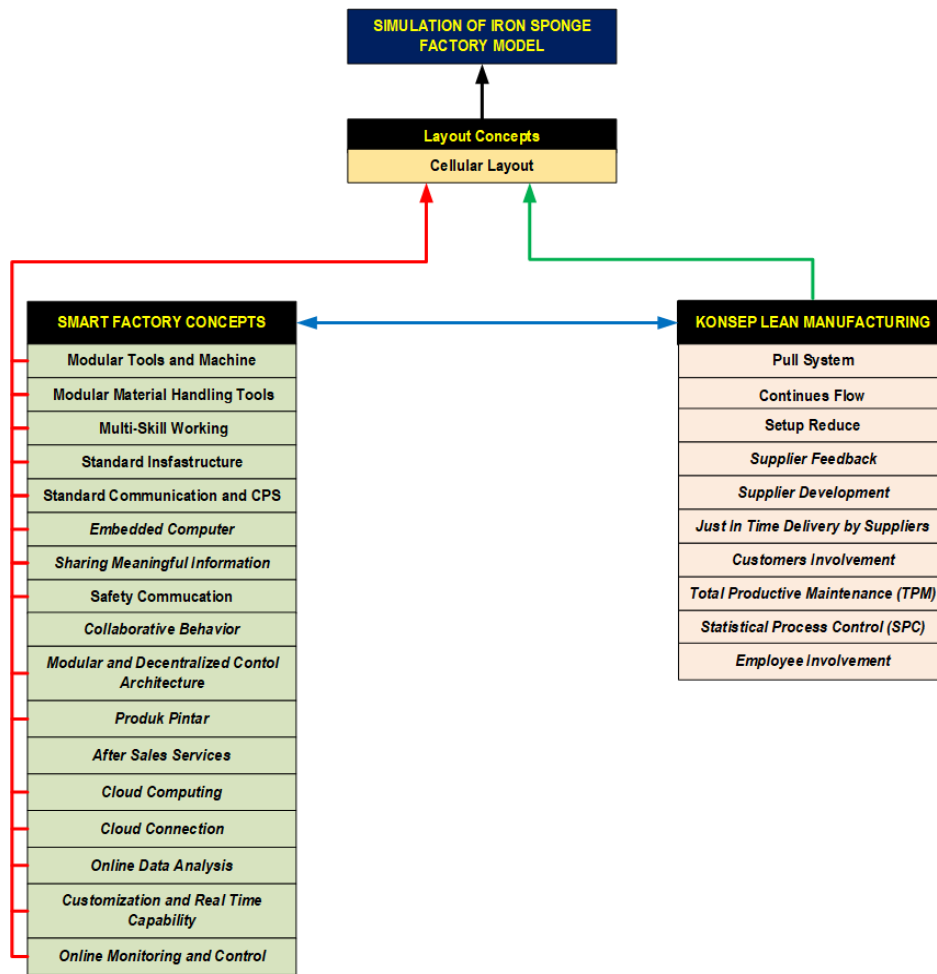 SIMULATION OF IRON SPONGE
FACTORY MODEL
Layout Concepts
Cellular Layout
SMART FACTORY CONCEPTS
Modular Tools and Machine
Modular Material Handling Tools
Multi-Skill Working
Standard Insfastructure
Standard Communication and CPS
Embedded Computer
Sharing Meaningful Information
Safety Commucation
Collaborative Behavior
Modular and Decentralized Contol
Architecture
Produk Pintar
After Sales Services
Cloud Computing
Cloud Connection
Online Data Analysis
Customization and Real Time
Capability
Online Monitoring and Control
KONSEP LEAN MANUFACTURING
Pull System
Continues Flow
Setup Reduce
Supplier Feedback
Supplier Development
Just In Time Delivery by Suppliers
Customers Involvement
Total Productive Maintenance (TPM)
Statistical Process Control (SPC)
Employee Involvement